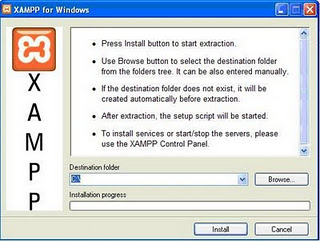 XAMPP for Windows
X
A
M
P
P
• Press Install button to start extraction.
• Use Browse button to select the destination
folder from the folders tree. It can be also
entered manually.
• If the destination folder does not exist, it will be
created automatically before extraction.
• After extraction, the setup script will be started.
• To install services or start/stop the servers, please
use the XAMPP Control Panel.
Destination folder
C:\
Browse...
Installation progress
Install
Cancel